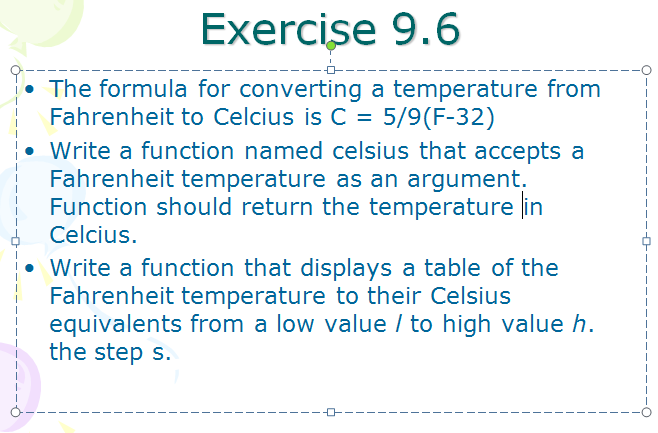 Exercise 9.6
• The formula for converting a temperature from
Fahrenheit to Celcius is C = 5/9(F-32)
• Write a function named celsius that accepts a
Fahrenheit temperature as an argument.
Function should return the temperature in
Celcius.
• Write a function that displays a table of the
Fahrenheit temperature to their Celsius
equivalents from a low value l to high value h.
the step s.